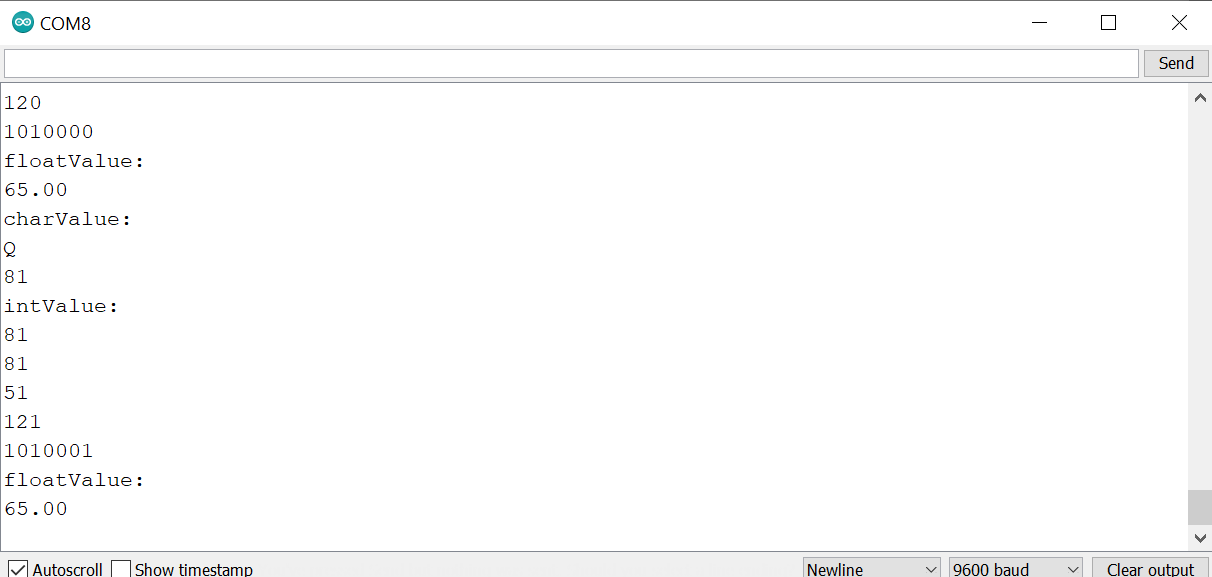 COM8
Send
120
1010000
floatValue:
65.00
charValue:
Q
81
intValue:
81
81
51
121
1010001
floatValue:
65.00
Autoscroll Show timestamp Newline 9600 baud Clear output